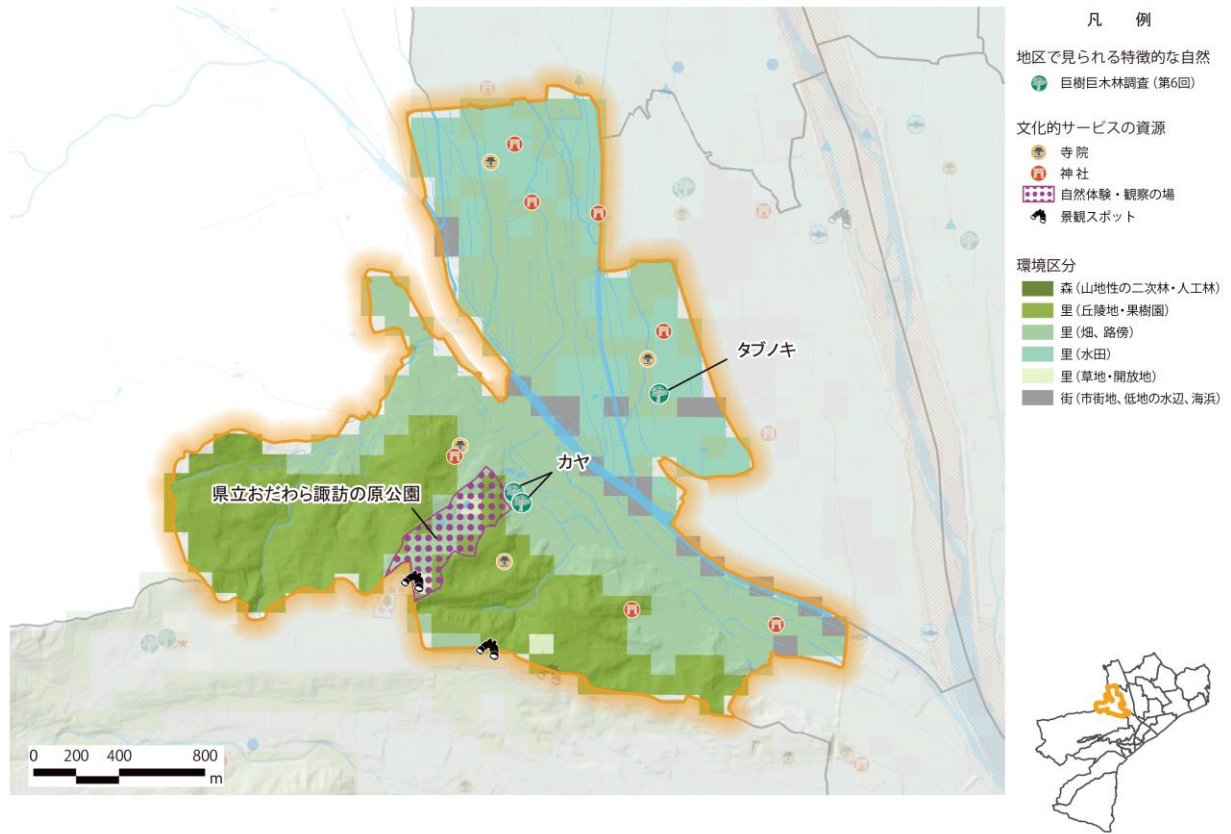 タブノキ
カヤ
県立おだわら諏訪の原公園
0 200 400 800
m
凡 例
地区で見られる特徴的な自然
巨樹巨木林調査（第6回）
文化的サービスの資源
寺院
神社
自然体験・観察の場
景観スポット
環境区分
森（山地性の二次林・人工林）
里（丘陵地・果樹園）
里（畑、路傍）
里（水田）
里（草地・開放地）
街（市街地、低地の水辺、海浜）